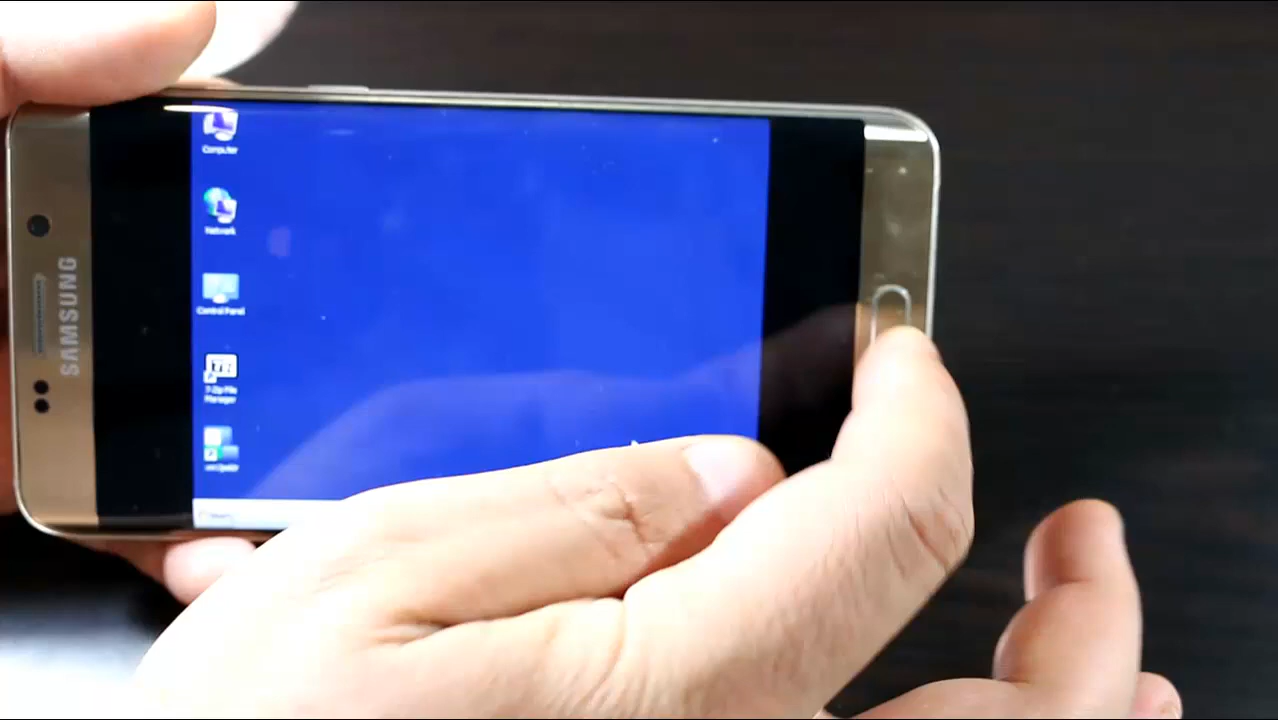 SAMSUNG
Computer
Network
Control Panel
7-Zip File
Manager